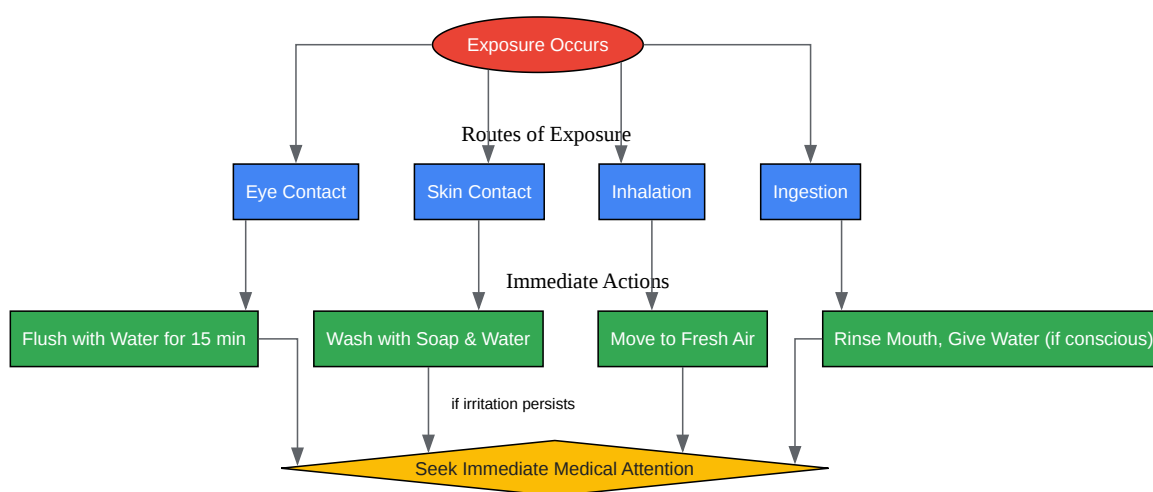 Exposure Occurs
Routes of Exposure
Eye Contact
Skin Contact
Inhalation
Ingestion
Immediate Actions
Flush with Water for 15 min
Wash with Soap & Water
Move to Fresh Air
Rinse Mouth, Give Water (if conscious)
if irritation persists
Seek Immediate Medical Attention